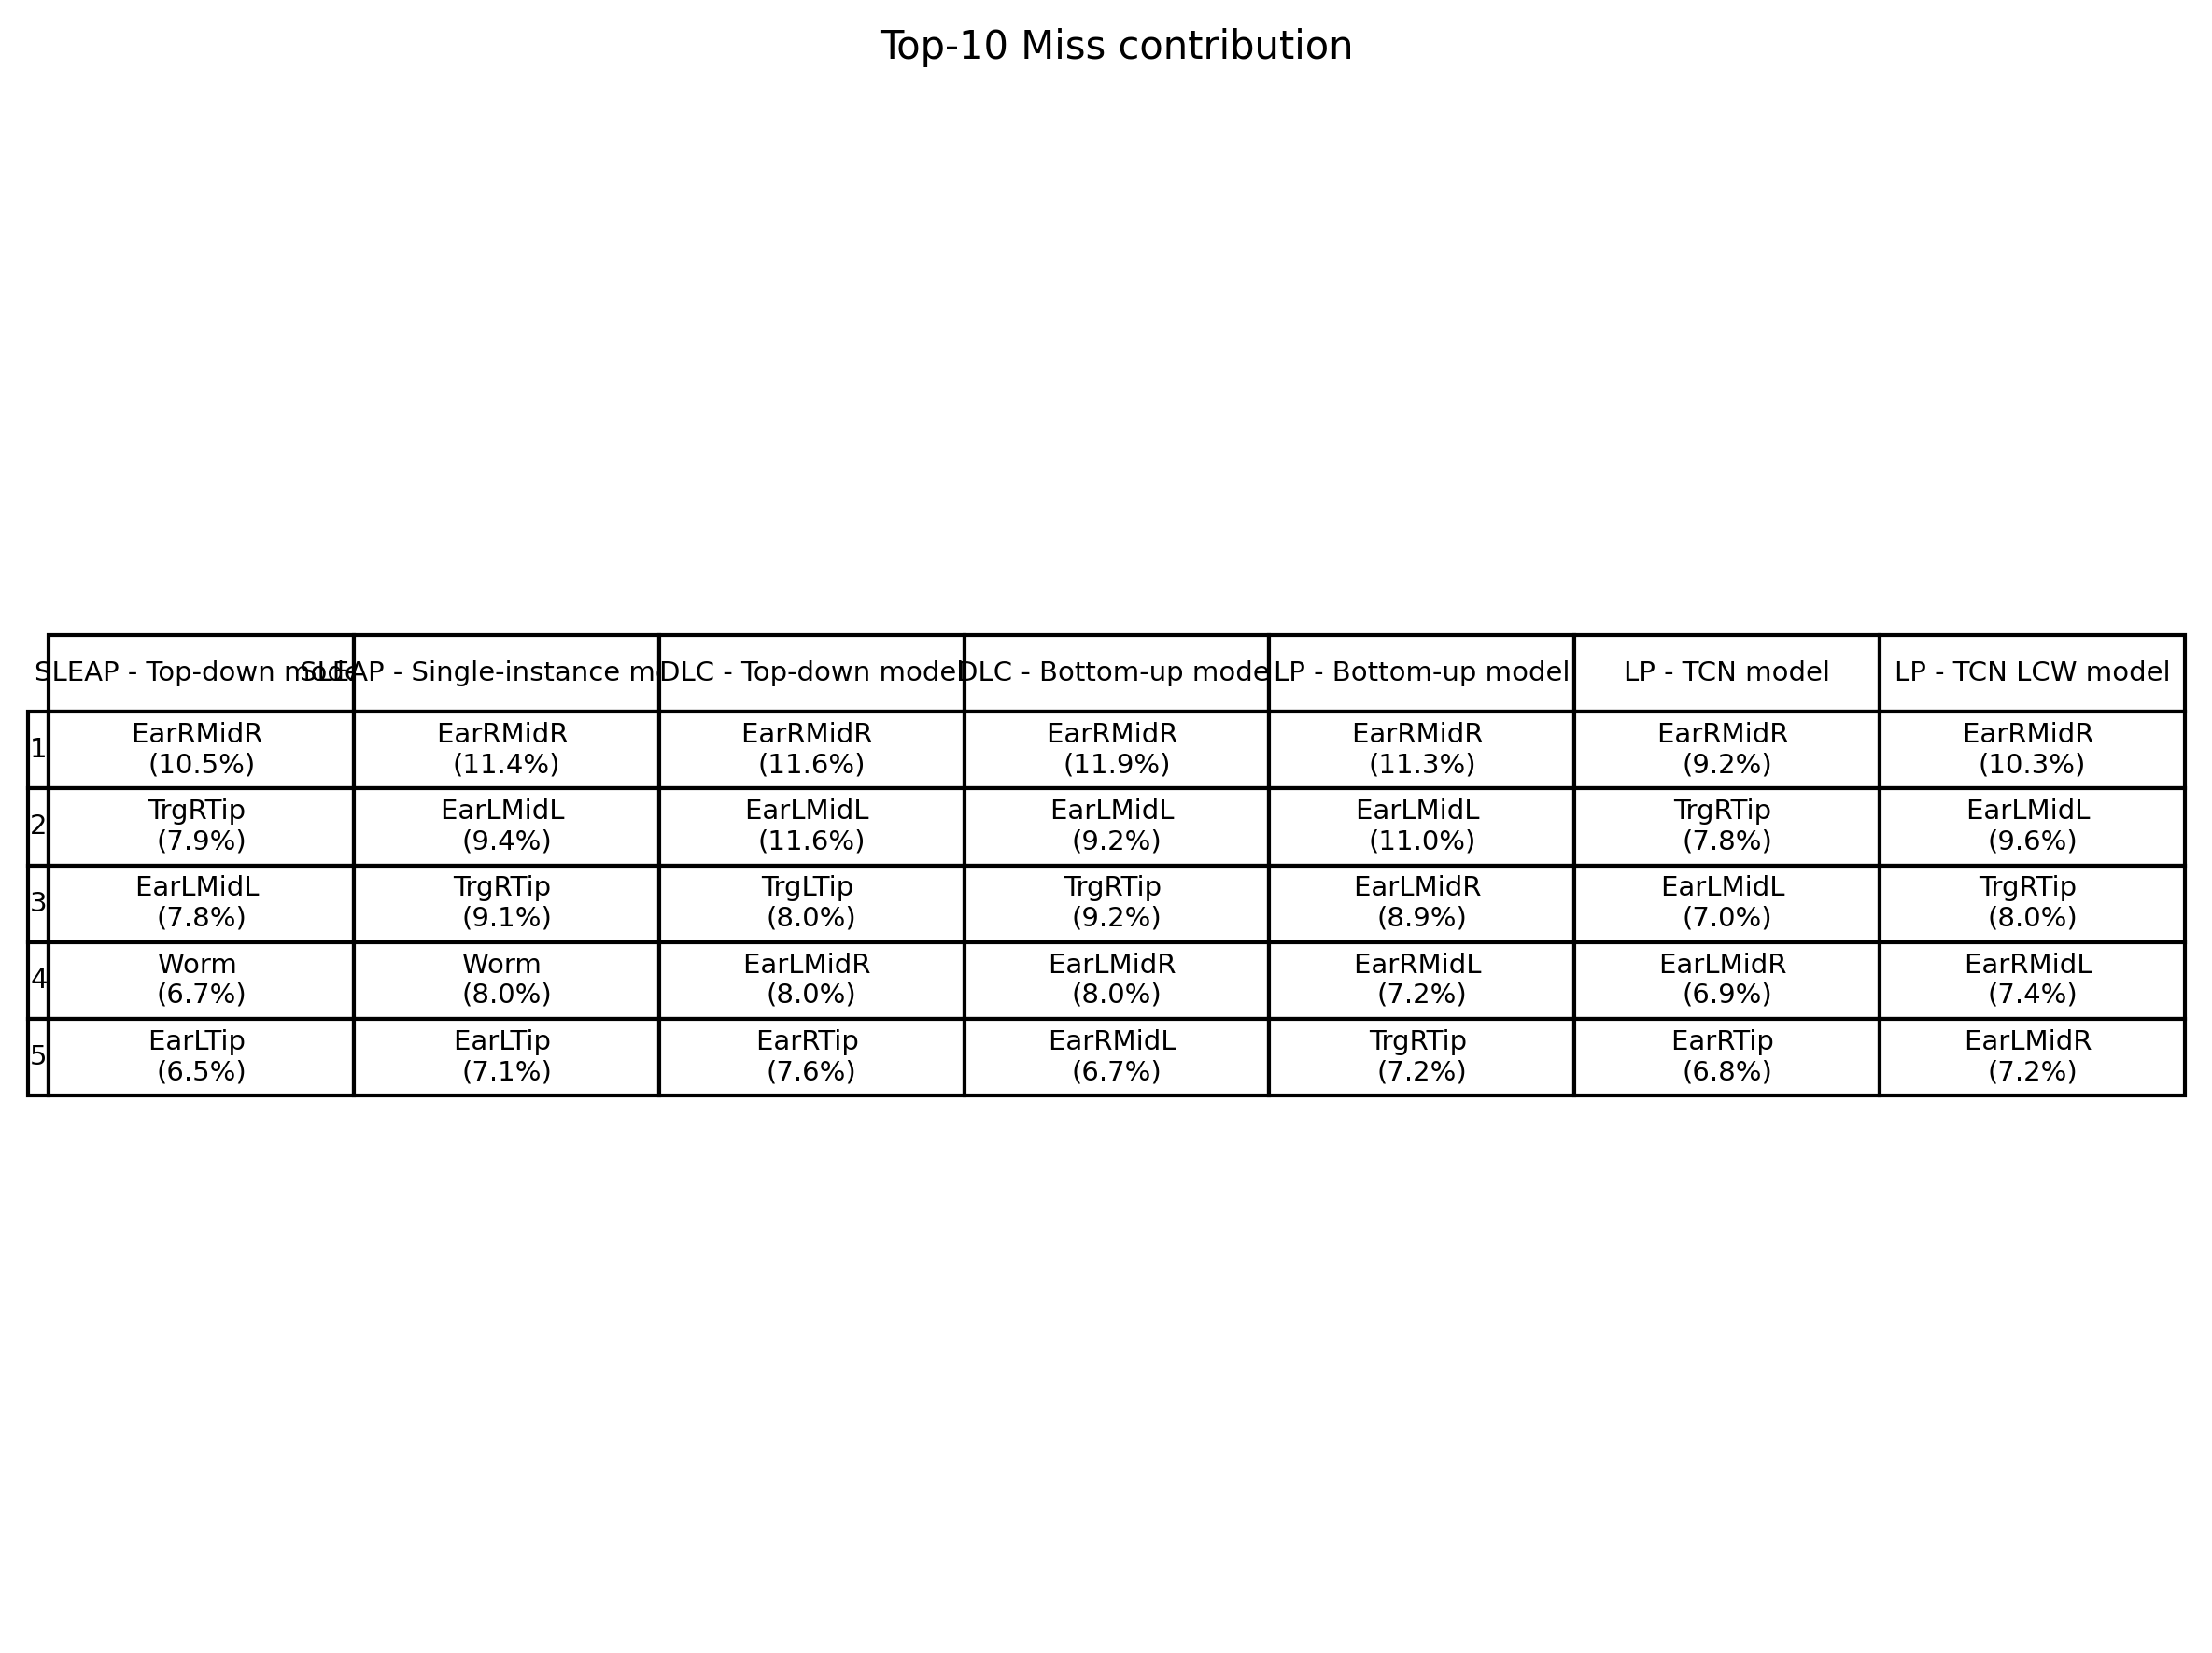 Top-10 Miss contribution
SLEAP - Top-down mode SLEAP - Single-instance m DLC - Top-down model DLC - Bottom-up mode LP - Bottom-up model LP - TCN model LP - TCN LCW model
1 EarRMidR (10.5%) EarRMidR (11.4%) EarRMidR (11.6%) EarRMidR (11.9%) EarRMidR (11.3%) EarRMidR (9.2%) EarRMidR (10.3%)
2 TrgRTip (7.9%) EarLMidL (9.4%) EarLMidL (11.6%) EarLMidL (9.2%) EarLMidL (11.0%) TrgRTip (7.8%) EarLMidL (9.6%)
3 EarLMidL (7.8%) TrgRTip (9.1%) TrgLTip (8.0%) TrgRTip (9.2%) EarLMidR (8.9%) EarLMidL (7.0%) TrgRTip (8.0%)
4 Worm (6.7%) Worm (8.0%) EarLMidR (8.0%) EarLMidR (8.0%) EarRMidL (7.2%) EarLMidR (6.9%) EarRMidL (7.4%)
5 EarLTip (6.5%) EarLTip (7.1%) EarRTip (7.6%) EarRMidL (6.7%) TrgRTip (7.2%) EarRTip (6.8%) EarLMidR (7.2%)